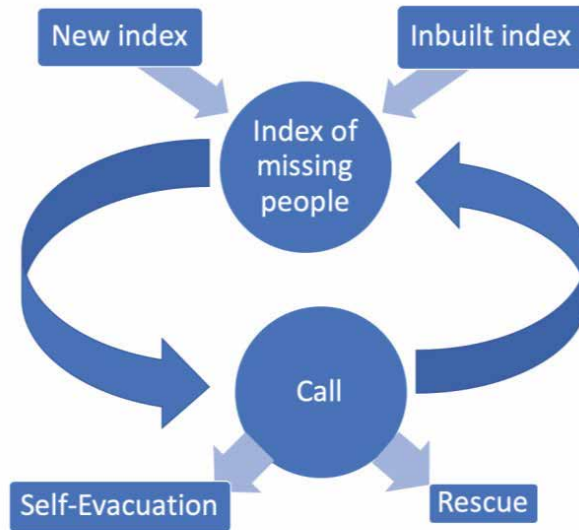 New index
Inbuilt index
Index of
missing
people
Call
Self-Evacuation
Rescue